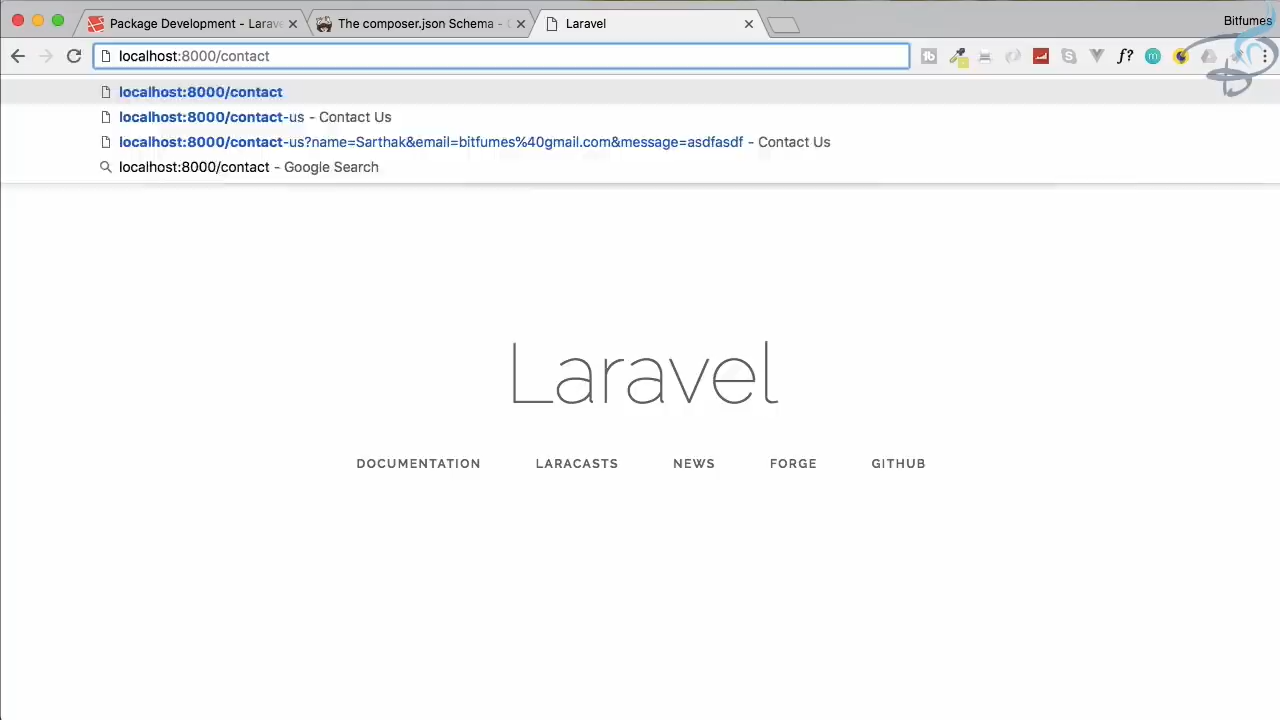 Package Development - Larave
The composer.json Schema - C
Laravel
Bitfumes
localhost:8000/contact
localhost:8000/contact
localhost:8000/contact-us - Contact Us
localhost:8000/contact-us?name=Sarthak&email=bitfumes%40gmail.com&message=asdfasdf - Contact Us
localhost:8000/contact - Google Search
Laravel
DOCUMENTATION LARACASTS NEWS FORGE GITHUB